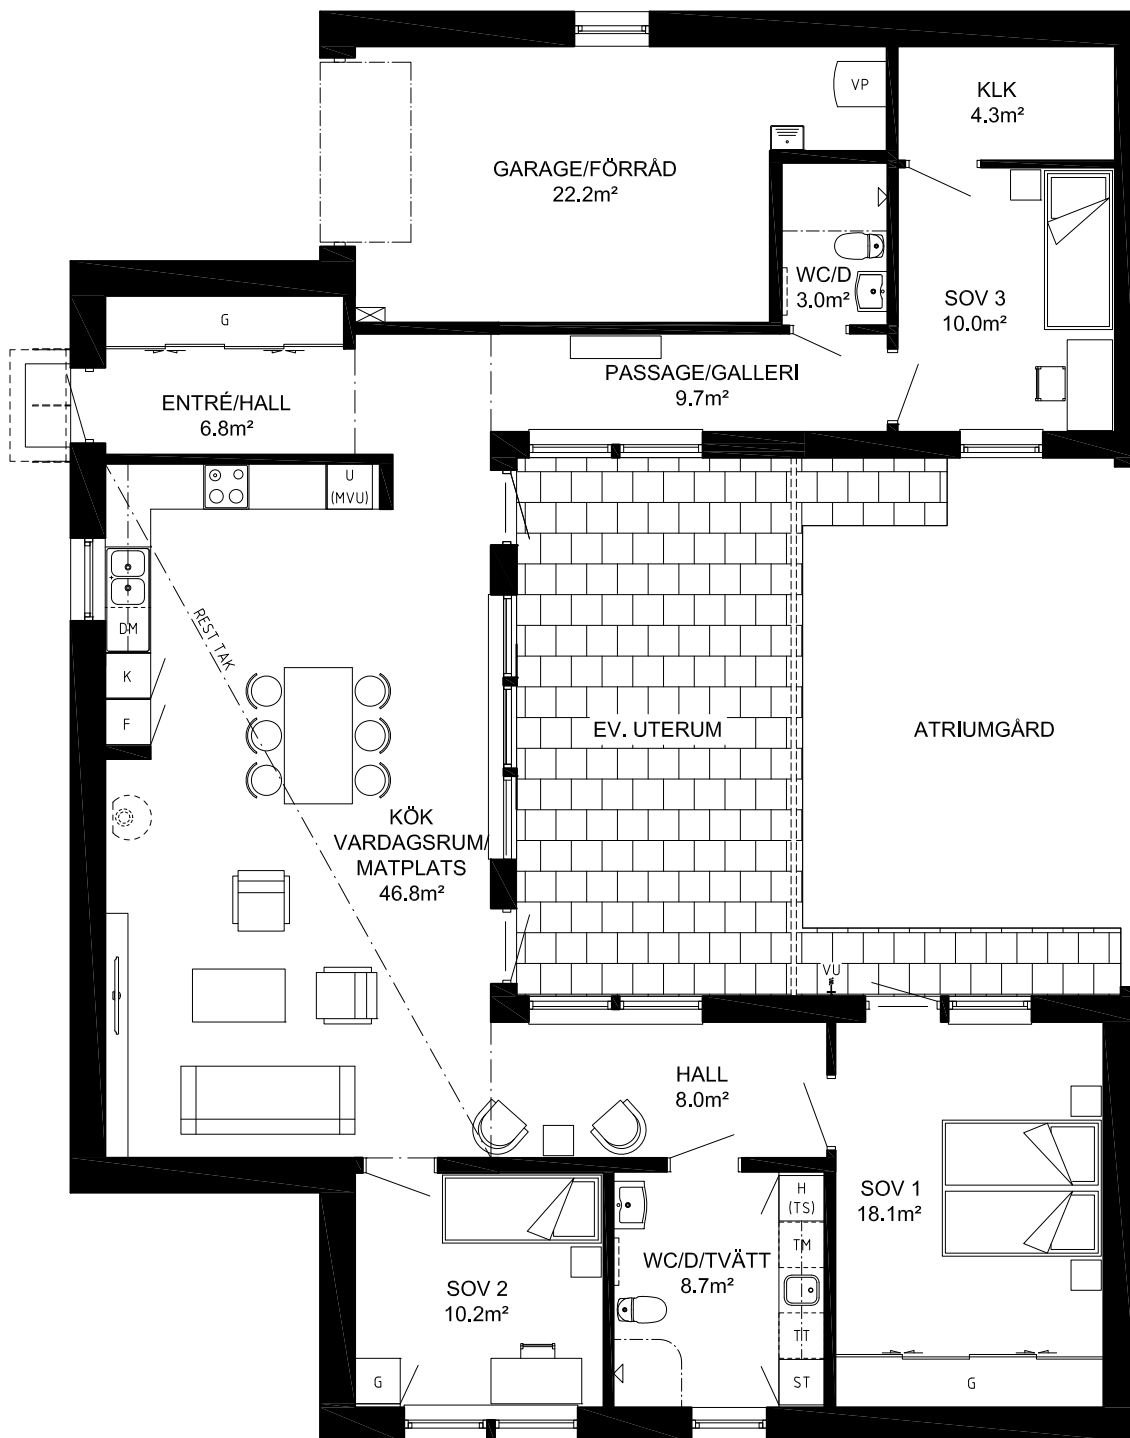 VP
KLK
4.3m²
GARAGE/FÖRRÅD
22.2m²
WC/D
3.0m²
SOV 3
10.0m²
G
PASSAGE/GALLERI
9.7m²
ENTRÉ/HALL
6.8m²
U
(MVU)
DM
REST TAK
K
F
EV. UTERUM
ATRIUMGÅRD
KÖK
VARDAGSRUM/
MATPLATS
46.8m²
VU
HALL
8.0m²
H
(TS)
SOV 1
18.1m²
TM
WC/D/TVÄTT
8.7m²
SOV 2
10.2m²
TT
G
ST
G